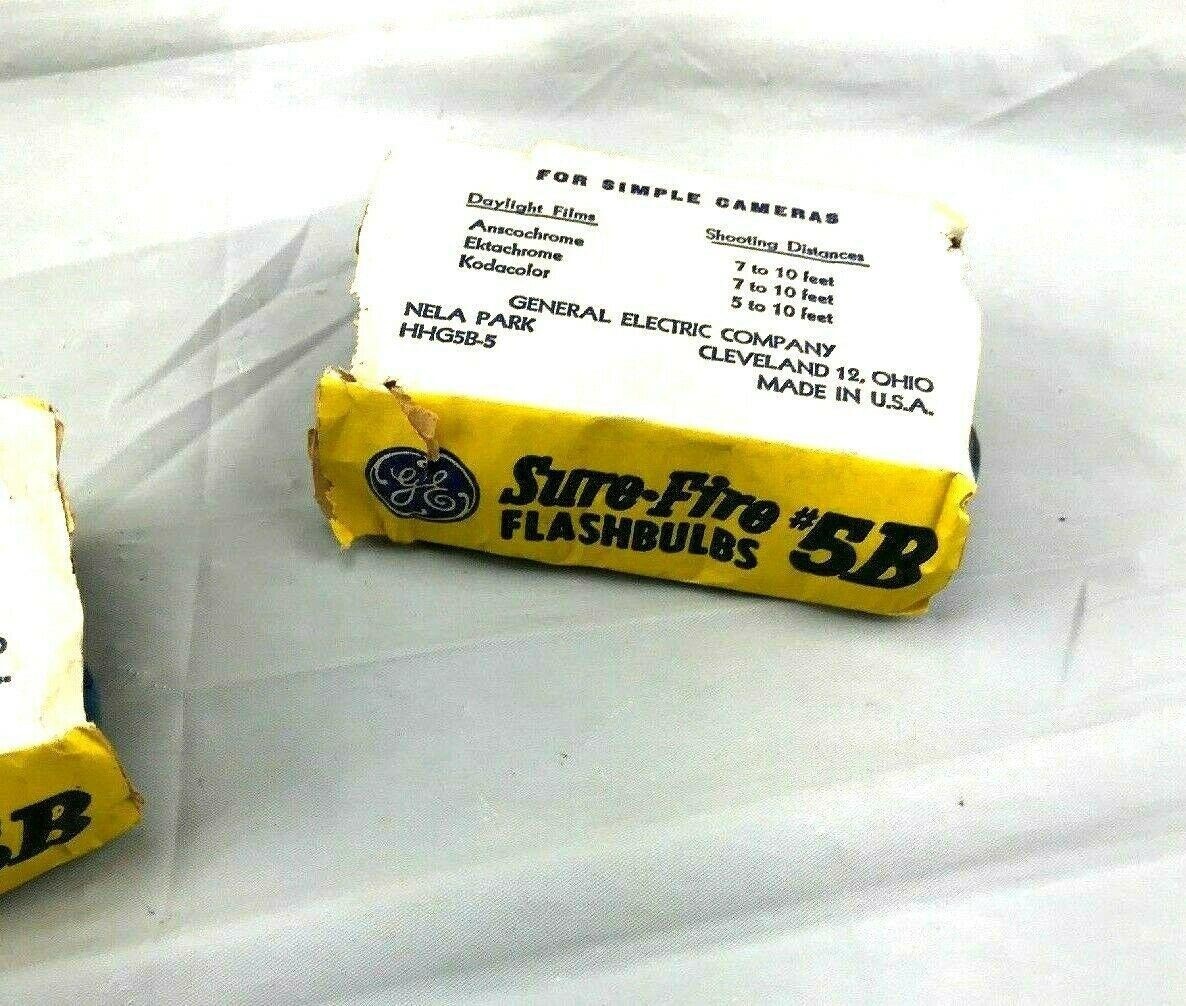 FOR SIMPLE CAMERAS
Daylight Films Shooting Distances
Anscochrome 7 to 10 feet
Ektachrome 7 to 10 feet
Kodacolor 5 to 10 feet
GENERAL ELECTRIC COMPANY
NELA PARK CLEVELAND 12, OHIO
HHG5B-5 MADE IN U.S.A.
GE Sure-Fire #5B
FLASHBULBS
B